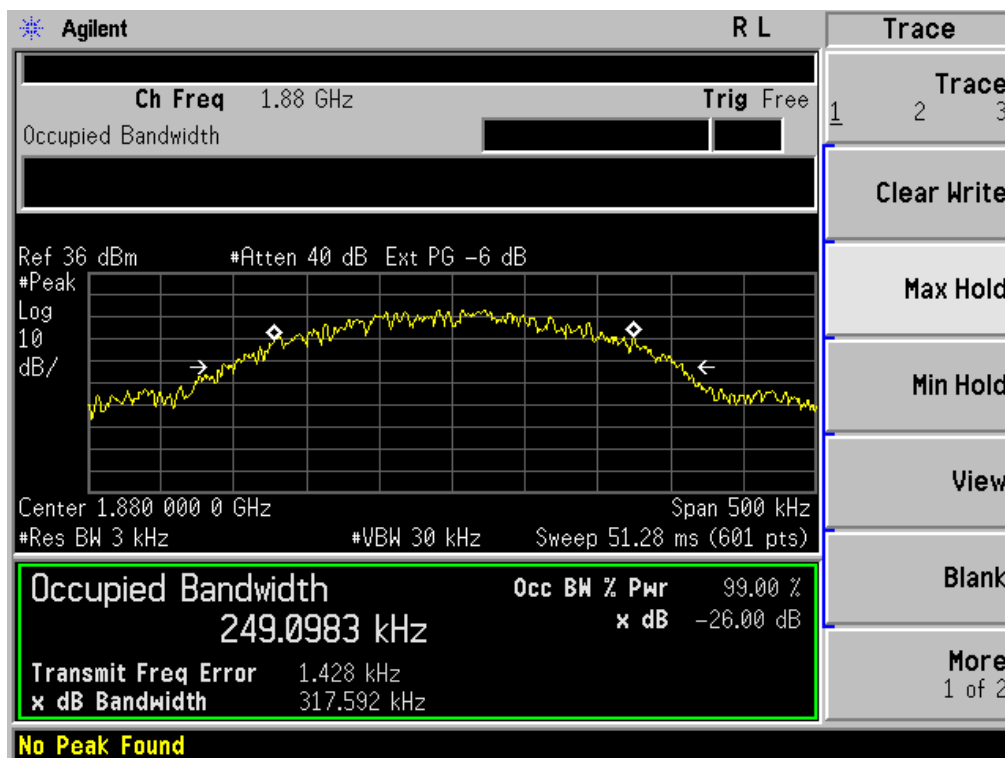 Agilent R L Trace
Ch Freq 1.88 GHz Trig Free
Occupied Bandwidth
Trace
1 2 3
Clear Write
Max Hold
Min Hold
View
Blank
More
1 of 2
Ref 36 dBm #Atten 40 dB Ext PG -6 dB
#Peak
Log
10
dB/
Center 1.880 000 0 GHz Span 500 kHz
#Res BW 3 kHz #VBW 30 kHz Sweep 51.28 ms (601 pts)
Occupied Bandwidth
249.0983 kHz
Occ BW % Pwr 99.00 %
x dB -26.00 dB
Transmit Freq Error 1.428 kHz
x dB Bandwidth 317.592 kHz
No Peak Found